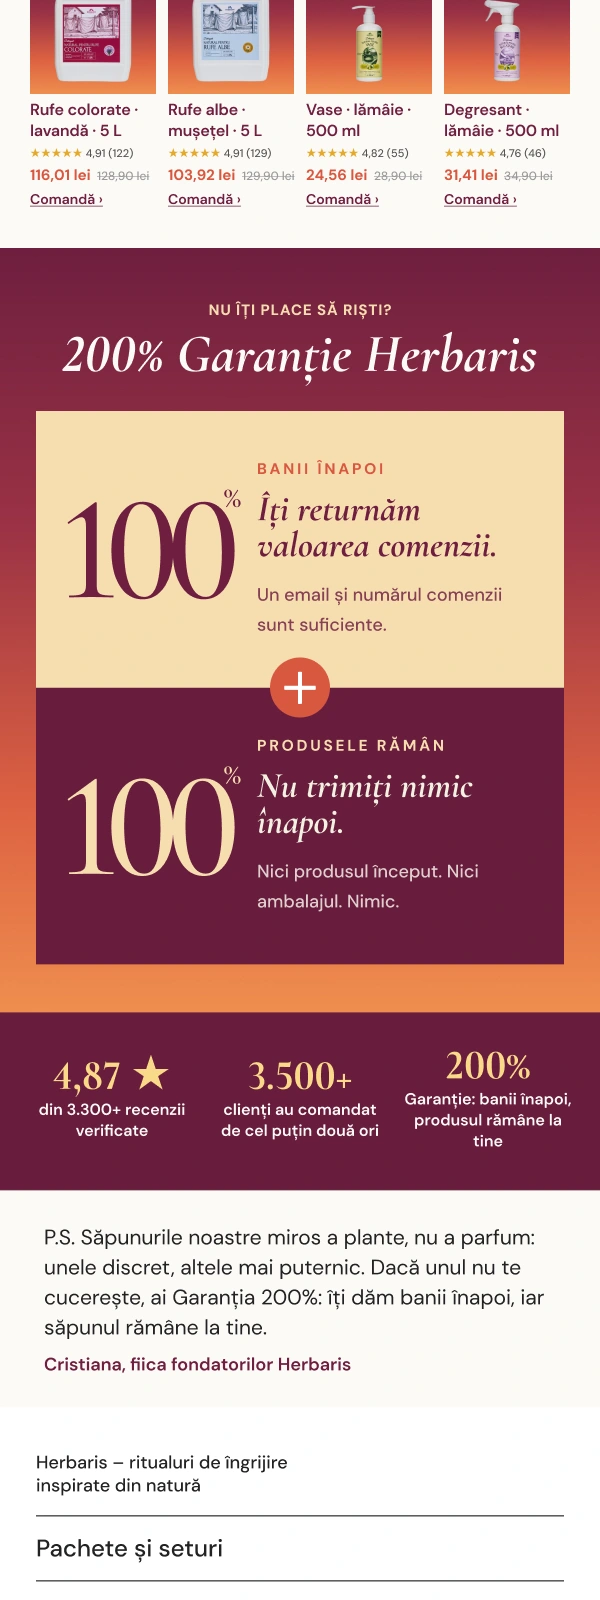 COLORATE
RUFE ALBE
Rufe colorate ·
lavandă · 5 L
★★★★★ 4,91 (122)
116,01 lei 128,90 lei
Comandă ›
Rufe albe ·
mușețel · 5 L
★★★★★ 4,91 (129)
103,92 lei 129,90 lei
Comandă ›
Vase · lămâie ·
500 ml
★★★★★ 4,82 (55)
24,56 lei 28,90 lei
Comandă ›
Degresant ·
lămâie · 500 ml
★★★★★ 4,76 (46)
31,41 lei 34,90 lei
Comandă ›
NU ÎȚI PLACE SĂ RIȘTI?
200% Garanție Herbaris
100%
BANII ÎNAPOI
Îți returnăm
valoarea comenzii.
Un email și numărul comenzii
sunt suficiente.
+
100%
PRODUSELE RĂMÂN
Nu trimiți nimic
înapoi.
Nici produsul început. Nici
ambalajul. Nimic.
4,87 ★
din 3.300+ recenzii
verificate
3.500+
clienți au comandat
de cel puțin două ori
200%
Garanție: banii înapoi,
produsul rămâne la
tine
P.S. Săpunurile noastre miros a plante, nu a parfum:
unele discret, altele mai puternic. Dacă unul nu te
cucerește, ai Garanția 200%: îți dăm banii înapoi, iar
săpunul rămâne la tine.
Cristiana, fiica fondatorilor Herbaris
Herbaris – ritualuri de îngrijire
inspirate din natură
Pachete și seturi